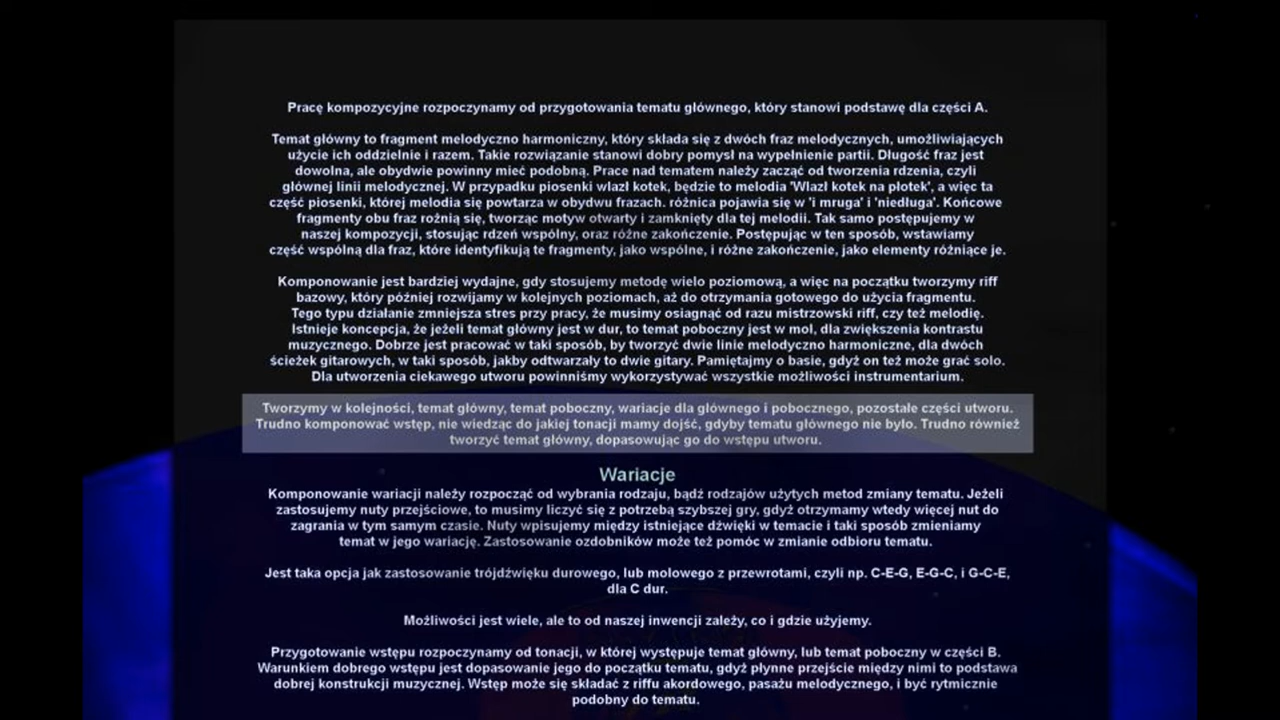 Pracę kompozycyjne rozpoczynamy od przygotowania tematu głównego, który stanowi podstawę dla części A.
Temat główny to fragment melodyczno harmoniczny, który składa się z dwóch fraz melodycznych, umożliwiających
użycie ich oddzielnie i razem. Takie rozwiązanie stanowi dobry pomysł na wypełnienie partii. Długość fraz jest
dowolna, ale obydwie powinny mieć podobną. Prace nad tematem należy zacząć od tworzenia rdzenia, czyli
głównej linii melodycznej. W przypadku piosenki wlazł kotek, będzie to melodia 'Wlazł kotek na płotek', a więc ta
część piosenki, której melodia się powtarza w obydwu frazach. różnica pojawia się w 'i mruga' i 'niedługa'. Końcowe
fragmenty obu fraz rożnią się, tworząc motyw otwarty i zamknięty dla tej melodii. Tak samo postępujemy w
naszej kompozycji, stosując rdzeń wspólny, oraz różne zakończenie. Postępując w ten sposób, wstawiamy
część wspólną dla fraz, które identyfikują te fragmenty, jako wspólne, i różne zakończenie, jako elementy różniące je.
Komponowanie jest bardziej wydajne, gdy stosujemy metodę wielo poziomową, a więc na początku tworzymy riff
bazowy, który później rozwijamy w kolejnych poziomach, aż do otrzymania gotowego do użycia fragmentu.
Tego typu działanie zmniejsza stres przy pracy, że musimy osiagnąć od razu mistrzowski riff, czy też melodię.
Istnieje koncepcja, że jeżeli temat główny jest w dur, to temat poboczny jest w mol, dla zwiększenia kontrastu
muzycznego. Dobrze jest pracować w taki sposób, by tworzyć dwie linie melodyczno harmoniczne, dla dwóch
ścieżek gitarowych, w taki sposób, jakby odtwarzały to dwie gitary. Pamiętajmy o basie, gdyż on też może grać solo.
Dla utworzenia ciekawego utworu powinniśmy wykorzystywać wszystkie możliwości instrumentarium.
Tworzymy w kolejności, temat główny, temat poboczny, wariacje dla głównego i pobocznego, pozostałe części utworu.
Trudno komponować wstęp, nie wiedząc do jakiej tonacji mamy dojść, gdyby tematu głównego nie było. Trudno również
tworzyć temat główny, dopasowując go do wstępu utworu.
Wariacje
Komponowanie wariacji należy rozpocząć od wybrania rodzaju, bądź rodzajów użytych metod zmiany tematu. Jeżeli
zastosujemy nuty przejściowe, to musimy liczyć się z potrzebą szybszej gry, gdyż otrzymamy wtedy więcej nut do
zagrania w tym samym czasie. Nuty wpisujemy między istniejące dźwięki w temacie i taki sposób zmieniamy
temat w jego wariację. Zastosowanie ozdobników może też pomóc w zmianie odbioru tematu.
Jest taka opcja jak zastosowanie trójdźwięku durowego, lub molowego z przewrotami, czyli np. C-E-G, E-G-C, i G-C-E,
dla C dur.
Możliwości jest wiele, ale to od naszej inwencji zależy, co i gdzie użyjemy.
Przygotowanie wstępu rozpoczynamy od tonacji, w której występuje temat główny, lub temat poboczny w części B.
Warunkiem dobrego wstępu jest dopasowanie jego do początku tematu, gdyż płynne przejście między nimi to podstawa
dobrej konstrukcji muzycznej. Wstęp może się składać z riffu akordowego, pasażu melodycznego, i być rytmicznie
podobny do tematu.